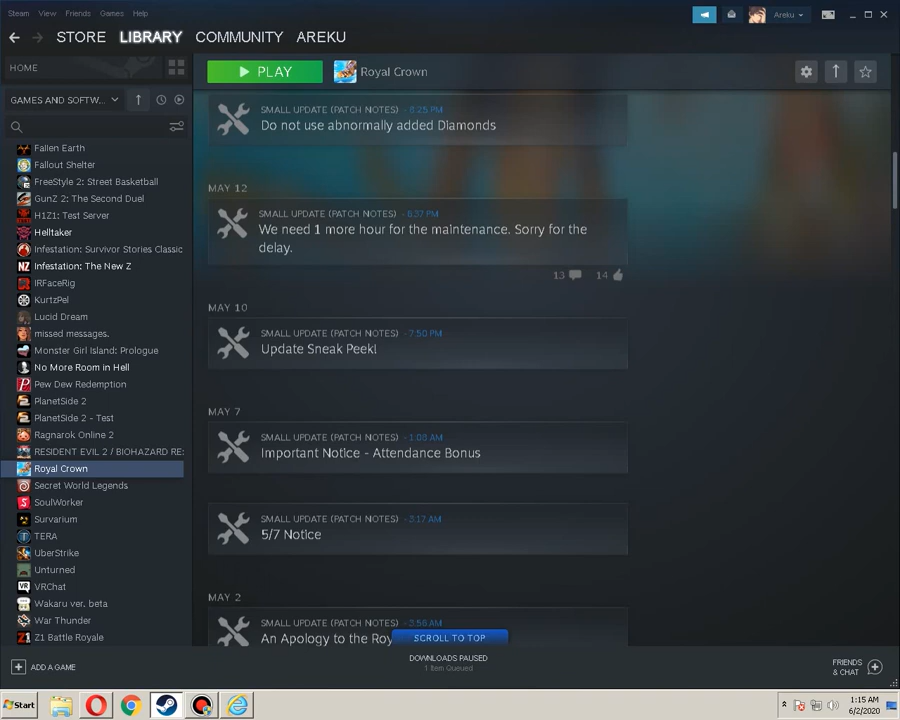 Steam View Friends Games Help
Areku
STORE LIBRARY COMMUNITY AREKU
HOME
PLAY Royal Crown
GAMES AND SOFTW...
Fallen Earth
Fallout Shelter
FreeStyle 2: Street Basketball
GunZ 2: The Second Duel
H1Z1: Test Server
Helltaker
Infestation: Survivor Stories Classic
Infestation: The New Z
IRFaceRig
KurtzPel
Lucid Dream
missed messages.
Monster Girl Island: Prologue
No More Room in Hell
Pew Dew Redemption
PlanetSide 2
PlanetSide 2 - Test
Ragnarok Online 2
RESIDENT EVIL 2 / BIOHAZARD RE:
Royal Crown
Secret World Legends
SoulWorker
Survarium
TERA
UberStrike
Unturned
VRChat
Wakaru ver. beta
War Thunder
Z1 Battle Royale
ADD A GAME
SMALL UPDATE (PATCH NOTES) - 6:25 PM
Do not use abnormally added Diamonds
MAY 12
SMALL UPDATE (PATCH NOTES) - 6:37 PM
We need 1 more hour for the maintenance. Sorry for the
delay.
13 14
MAY 10
SMALL UPDATE (PATCH NOTES) - 7:50 PM
Update Sneak Peek!
MAY 7
SMALL UPDATE (PATCH NOTES) - 1:08 AM
Important Notice - Attendance Bonus
SMALL UPDATE (PATCH NOTES) - 3:17 AM
5/7 Notice
MAY 2
SMALL UPDATE (PATCH NOTES) - 3:56 AM
An Apology to the Roy
SCROLL TO TOP
DOWNLOADS PAUSED
1 Item Queued
FRIENDS
& CHAT
Start
1:15 AM
6/2/2020